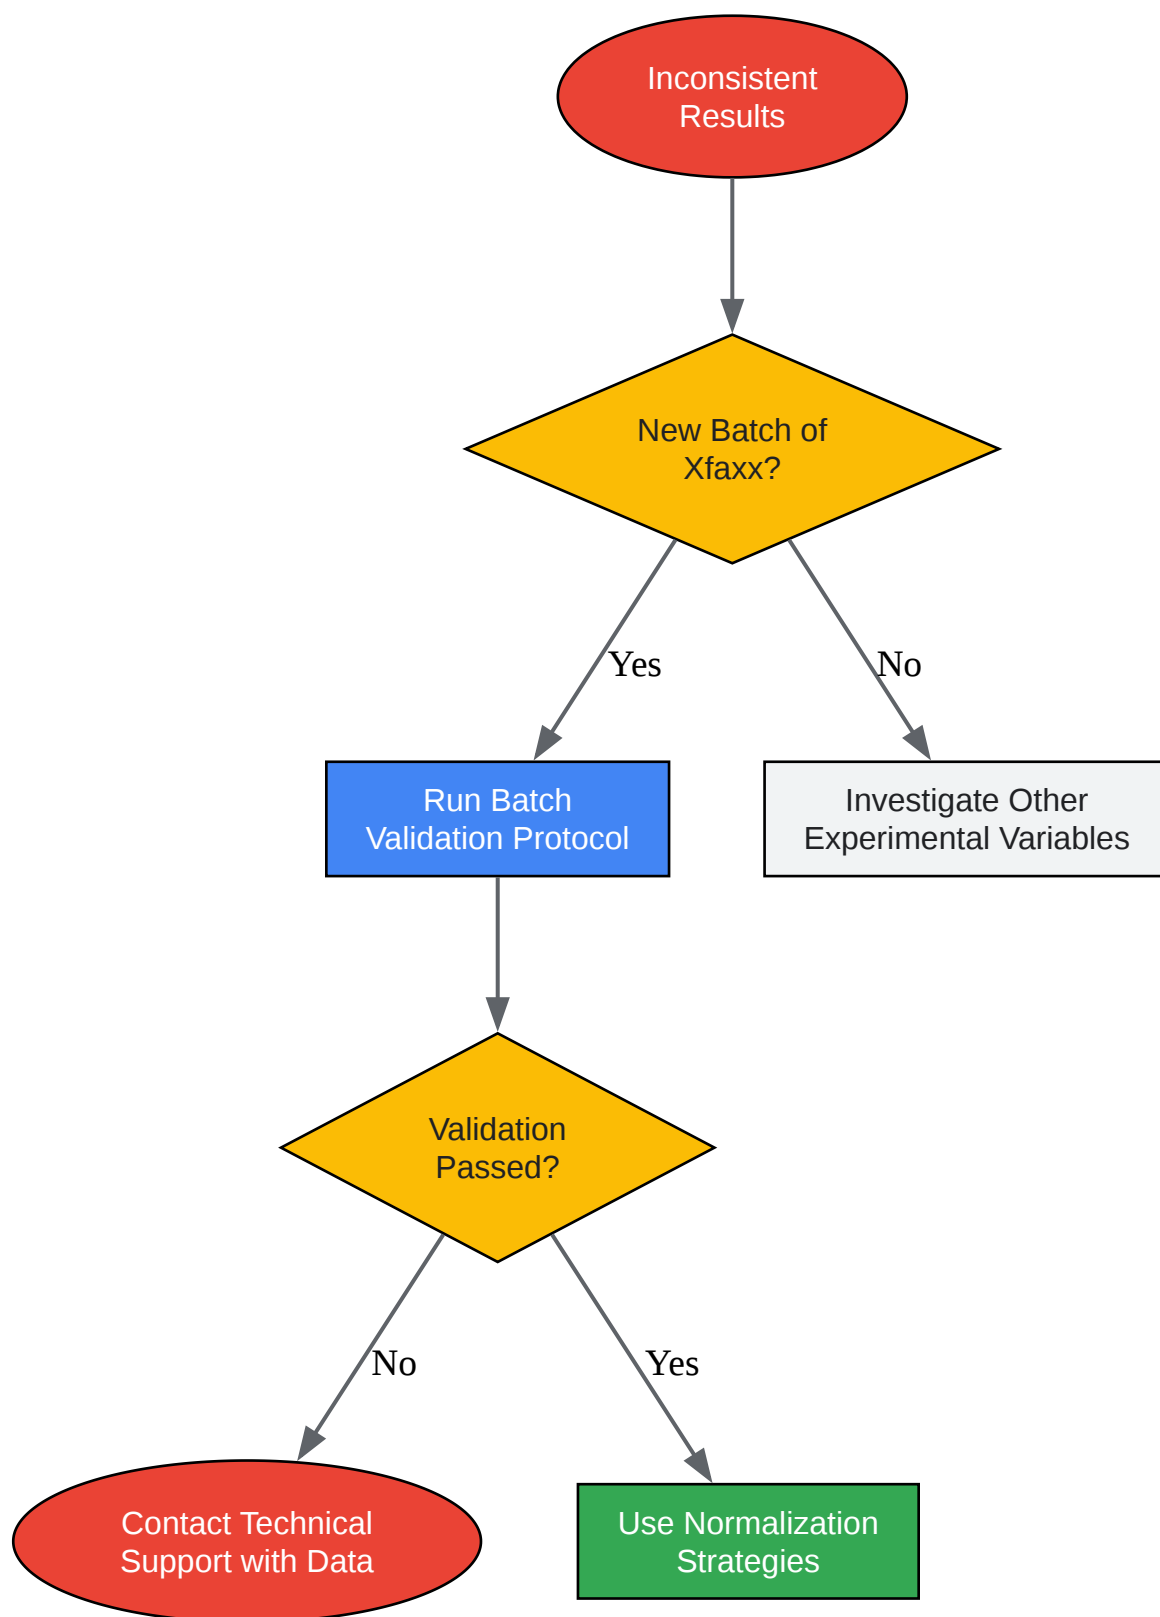 Inconsistent
Results
New Batch of
Xfaxx?
Yes
No
Run Batch
Validation Protocol
Investigate Other
Experimental Variables
Validation
Passed?
No
Yes
Contact Technical
Support with Data
Use Normalization
Strategies